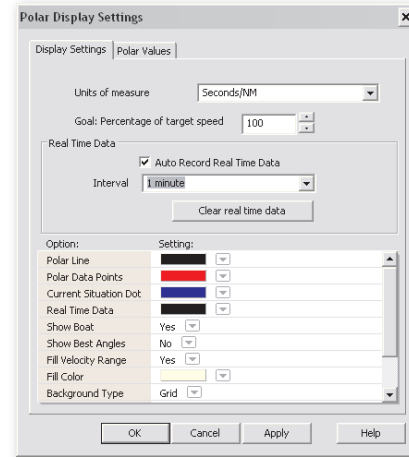 Polar Display Settings
Display Settings Polar Values
Units of measure Seconds/NM
Goal: Percentage of target speed 100
Real Time Data
Auto Record Real Time Data
Interval 1 minute
Clear real time data
Option: Setting:
Polar Line
Polar Data Points
Current Situation Dot
Real Time Data
Show Boat Yes
Show Best Angles No
Fill Velocity Range Yes
Fill Color
Background Type Grid
OK Cancel Apply Help